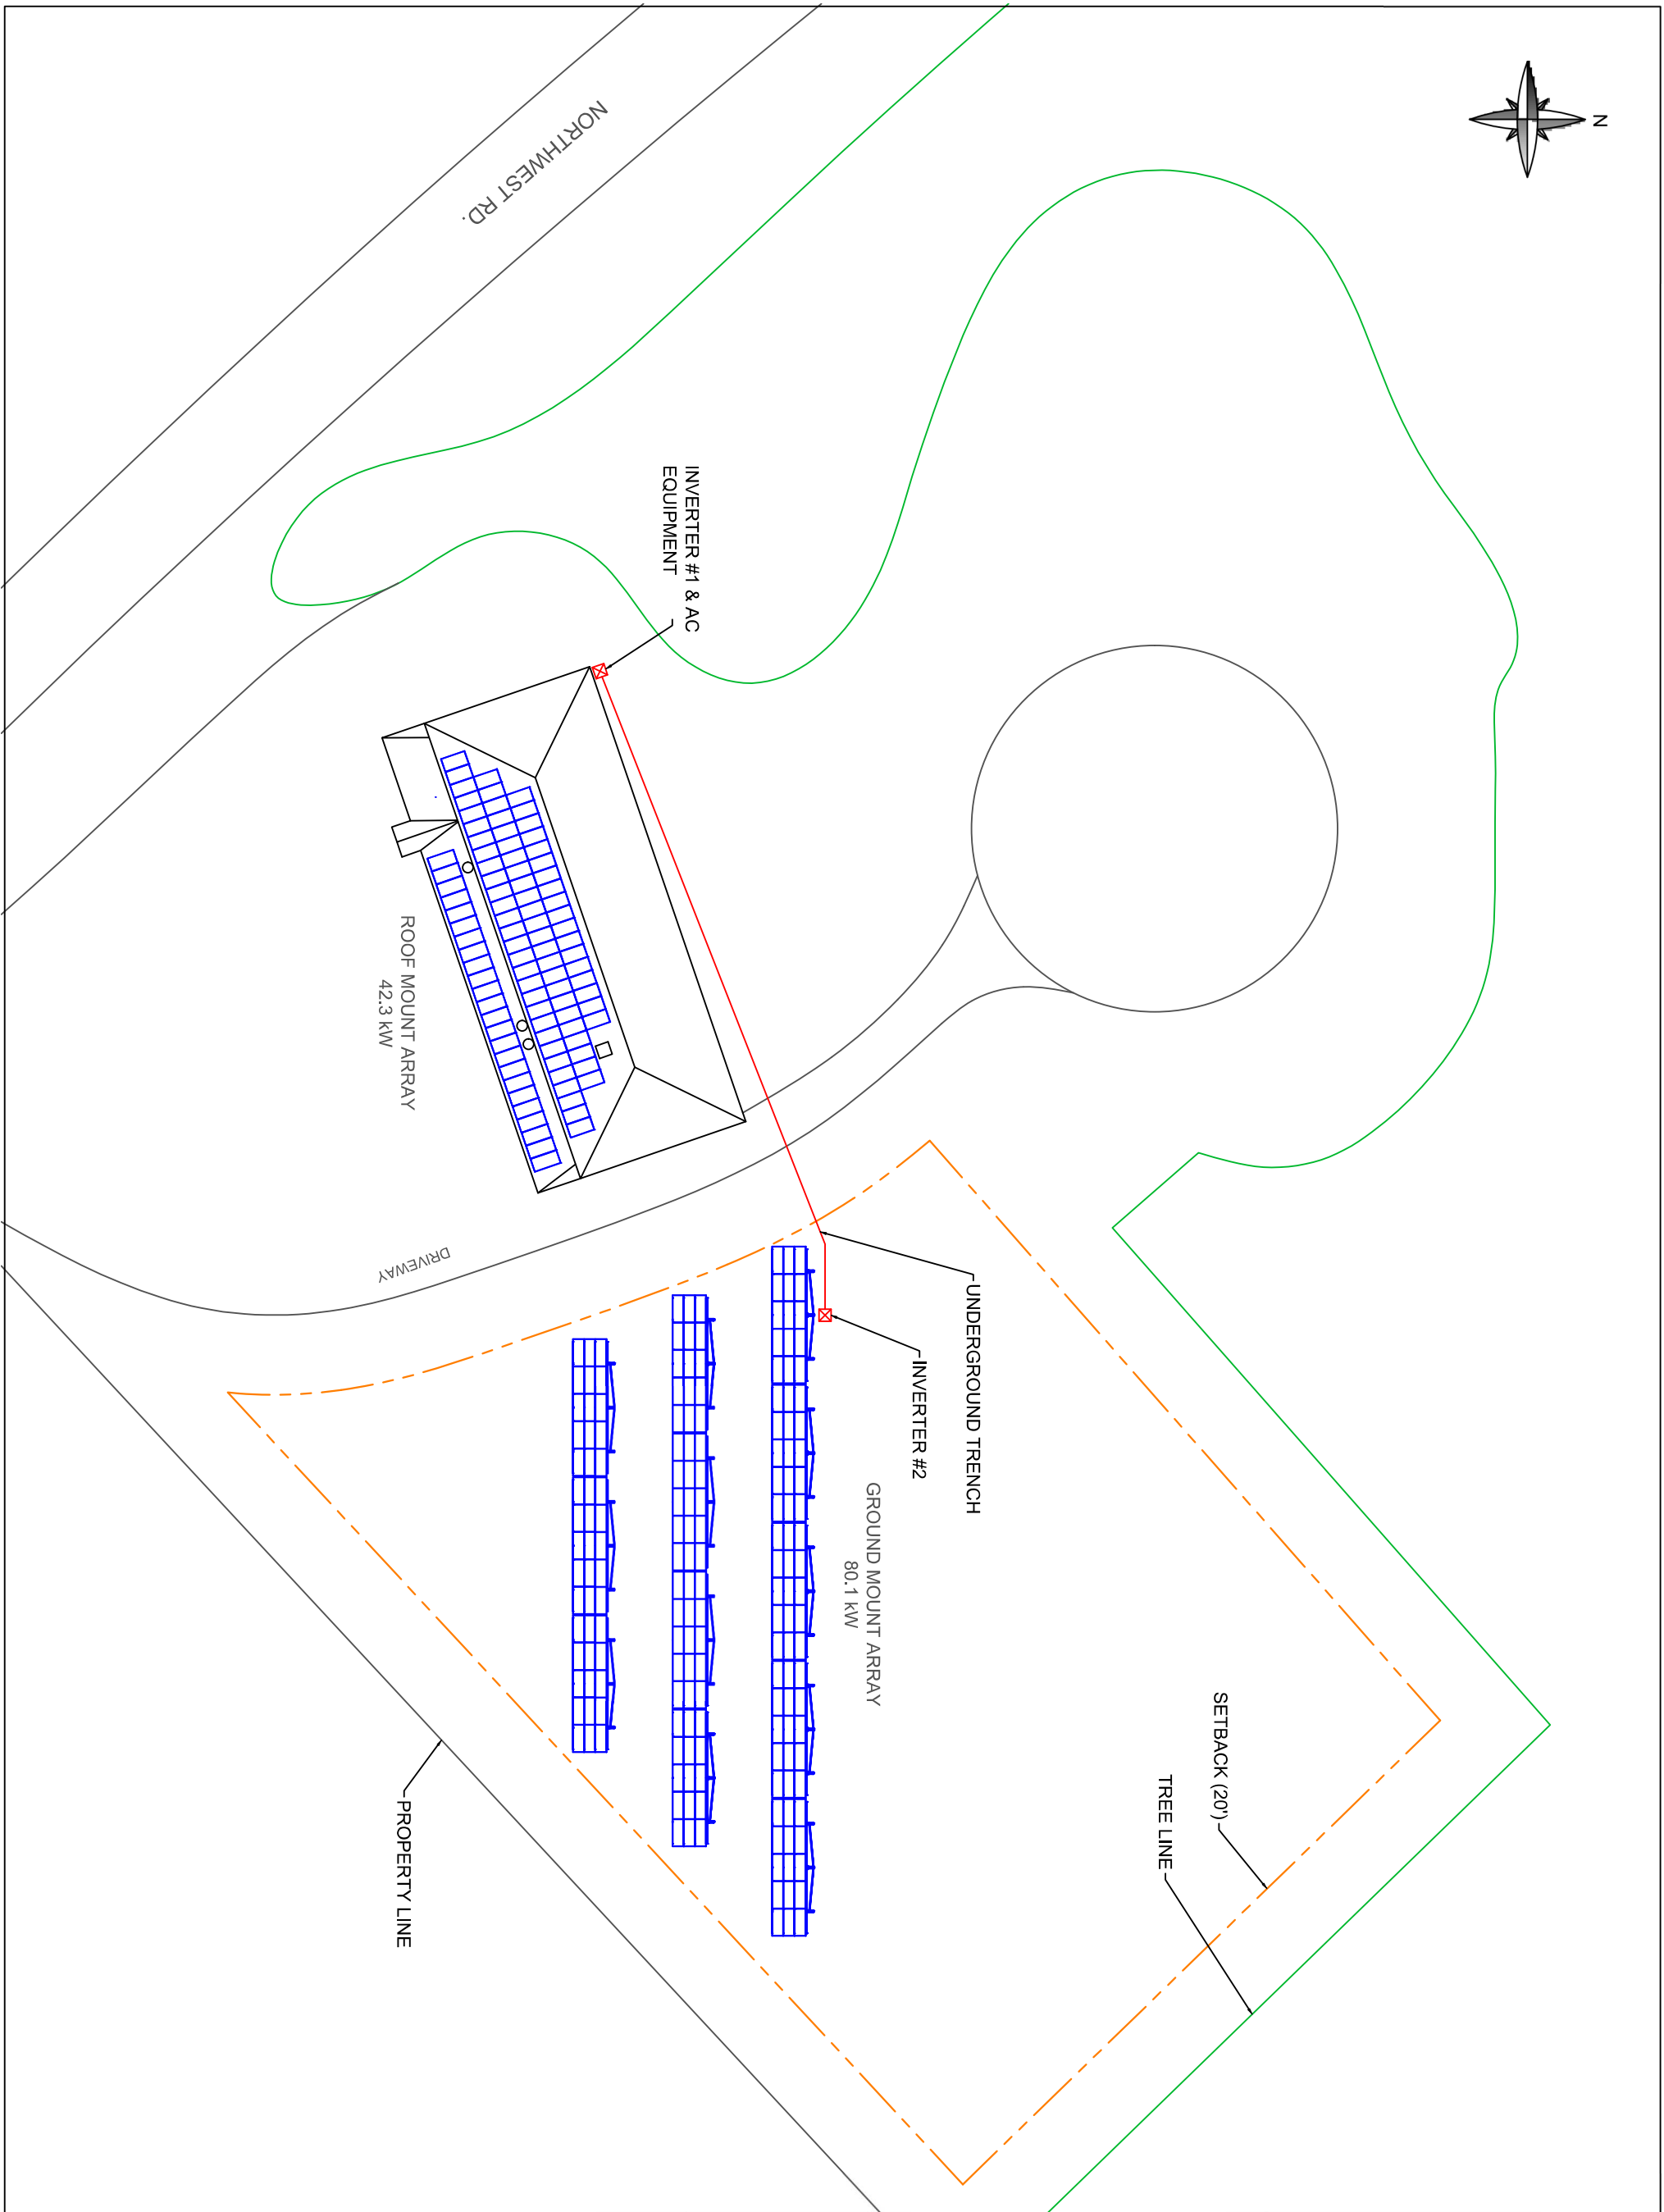 N
NORTHWEST RD.
INVERTER #1 & AC
EQUIPMENT
ROOF MOUNT ARRAY
42.3 kW
DRIVEWAY
UNDERGROUND TRENCH
INVERTER #2
GROUND MOUNT ARRAY
80.1 kW
SETBACK (20')
TREE LINE
PROPERTY LINE